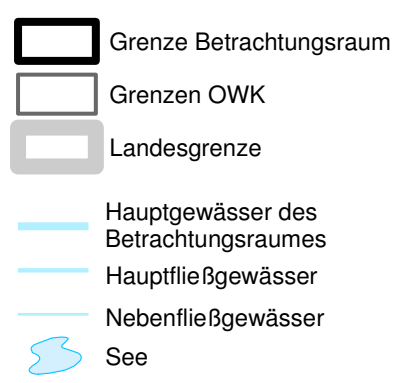 Grenze Betrachtungsraum
Grenzen OWK
Landesgrenze
Hauptgewässer des
Betrachtungsraumes
Hauptfließgewässer
Nebenfließgewässer
See